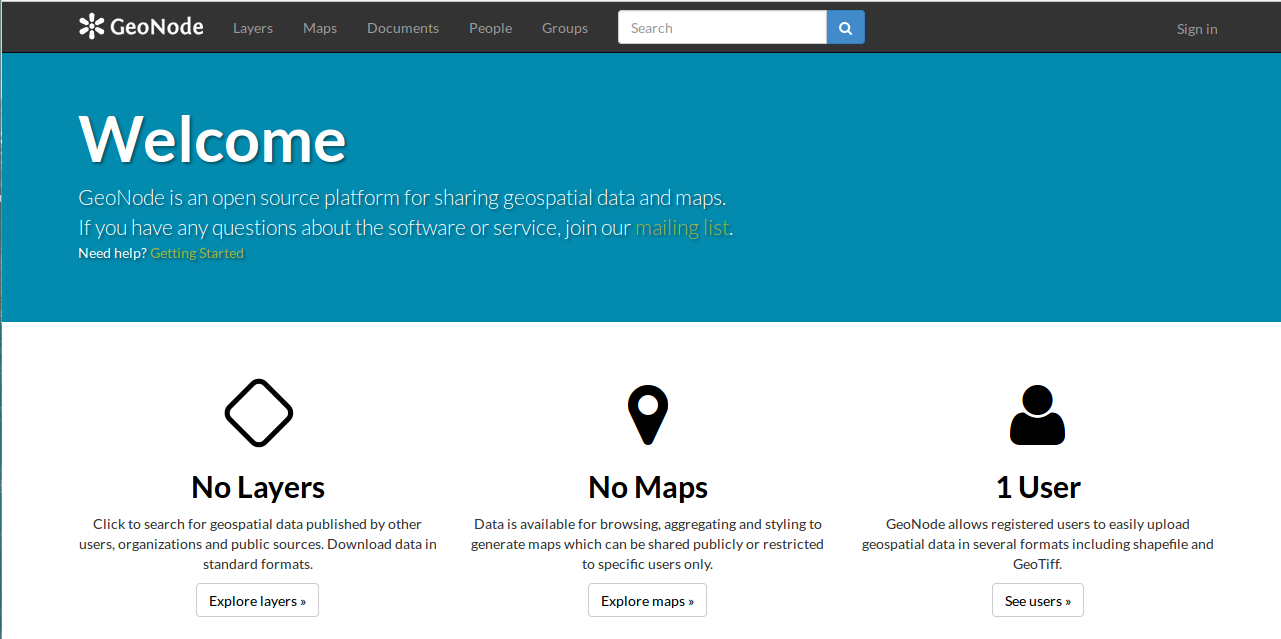 GeoNode Layers Maps Documents People Groups Search Sign in
Welcome
GeoNode is an open source platform for sharing geospatial data and maps.
If you have any questions about the software or service, join our mailing list.
Need help? Getting Started
No Layers
Click to search for geospatial data published by other
users, organizations and public sources. Download data in
standard formats.
Explore layers »
No Maps
Data is available for browsing, aggregating and styling to
generate maps which can be shared publicly or restricted
to specific users only.
Explore maps »
1 User
GeoNode allows registered users to easily upload
geospatial data in several formats including shapefile and
GeoTiff.
See users »